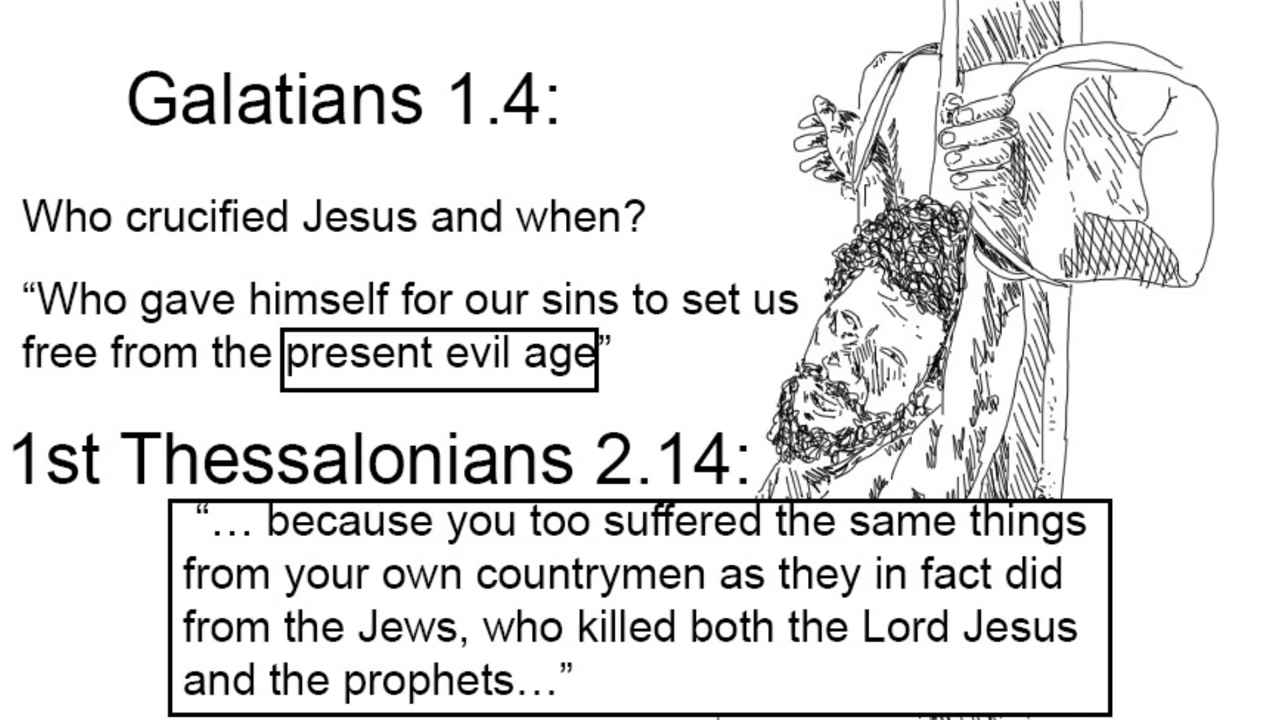 Galatians 1.4:
Who crucified Jesus and when?
“Who gave himself for our sins to set us
free from the present evil age”
1st Thessalonians 2.14:
“… because you too suffered the same things
from your own countrymen as they in fact did
from the Jews, who killed both the Lord Jesus
and the prophets…”